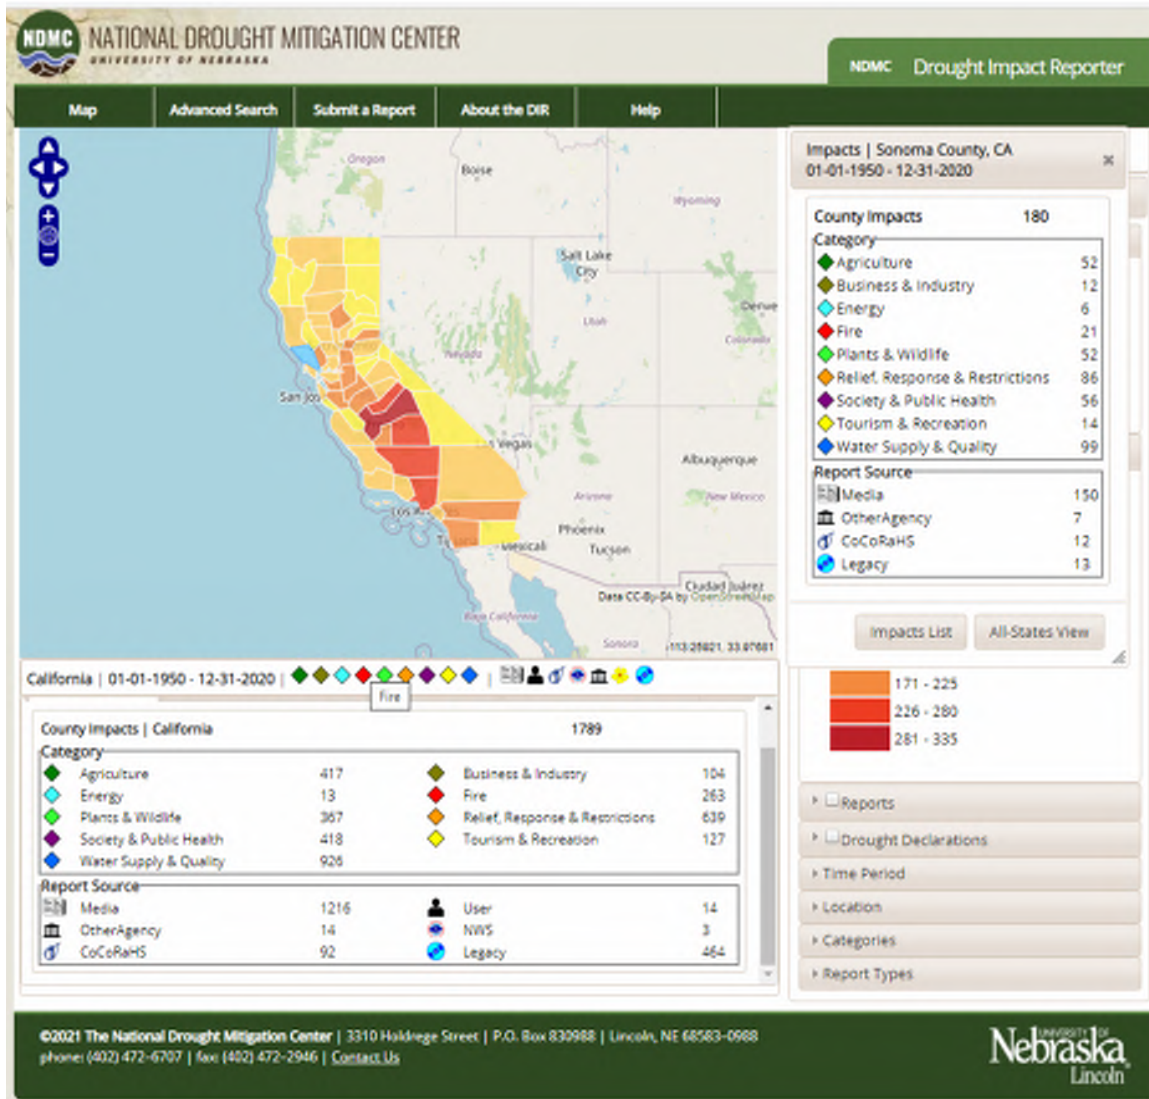 NDMC
NATIONAL DROUGHT MITIGATION CENTER
UNIVERSITY OF NEBRASKA
NDMC Drought Impact Reporter
Map Advanced Search Submit a Report About the DIR Help
Oregon
Boise
Wyoming
Salt Lake
City
Denve
Utah
Colorado
Nevada
San Jos
s Vegas
Albuquerque
Arizona
New Mexico
Los A es
Phoenix
T
Mexicali
Tucson
Ciudad Juárez
Data CC-By-SA by OpenStreetMap
Baja California
Sonora
-113.25821, 33.97681
Impacts | Sonoma County, CA
01-01-1950 - 12-31-2020
County Impacts 180
Category
Agriculture 52
Business & Industry 12
Energy 6
Fire 21
Plants & Wildlife 52
Relief, Response & Restrictions 86
Society & Public Health 56
Tourism & Recreation 14
Water Supply & Quality 99
Report Source
Media 150
OtherAgency 7
CoCoRaHS 12
Legacy 13
Impacts List All-States View
171 - 225
226 - 280
281 - 335
Reports
Drought Declarations
Time Period
Location
Categories
Report Types
California | 01-01-1950 - 12-31-2020 | |
Fire
County Impacts | California 1789
Category
Agriculture 417 Business & Industry 104
Energy 13 Fire 263
Plants & Wildlife 367 Relief, Response & Restrictions 639
Society & Public Health 418 Tourism & Recreation 127
Water Supply & Quality 926
Report Source
Media 1216 User 14
OtherAgency 14 NWS 3
CoCoRaHS 92 Legacy 464
©2021 The National Drought Mitigation Center | 3310 Holdrege Street | P.O. Box 830988 | Lincoln, NE 68583-0988
phone: (402) 472-6707 | fax: (402) 472-2946 | Contact Us
UNIVERSITY OF
Nebraska
Lincoln